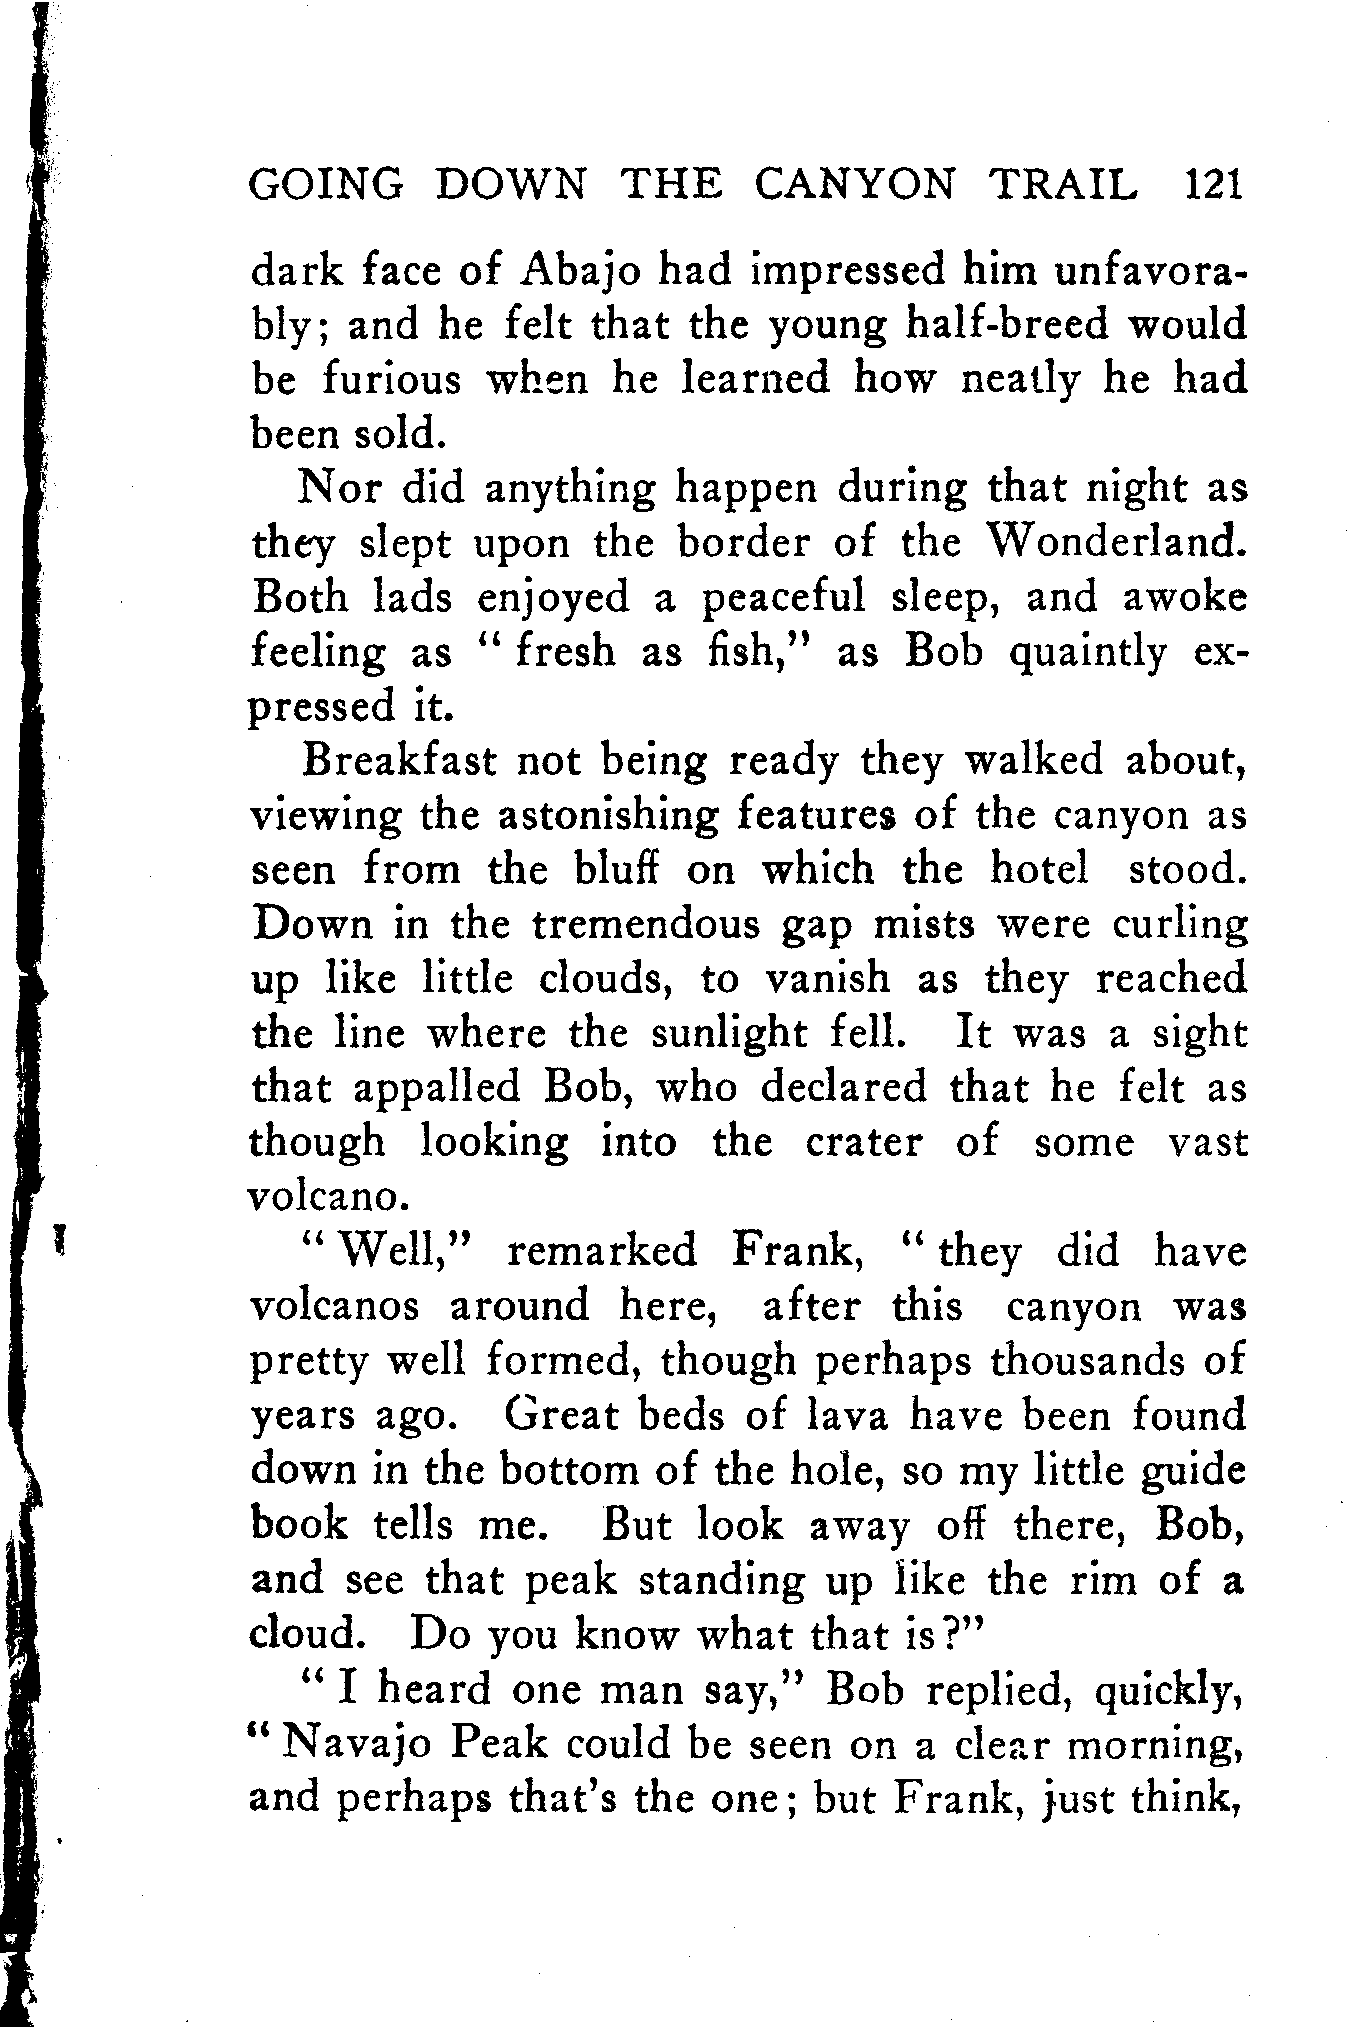 GOING DOWN THE CANYON TRAIL 121
dark face of Abajo had impressed him unfavora-
bly; and he felt that the young half-breed would
be furious when he learned how neatly he had
been sold.
Nor did anything happen during that night as
they slept upon the border of the Wonderland.
Both lads enjoyed a peaceful sleep, and awoke
feeling as “ fresh as fish,” as Bob quaintly ex-
pressed it.
Breakfast not being ready they walked about,
viewing the astonishing features of the canyon as
seen from the bluff on which the hotel stood.
Down in the tremendous gap mists were curling
up like little clouds, to vanish as they reached
the line where the sunlight fell. It was a sight
that appalled Bob, who declared that he felt as
though looking into the crater of some vast
volcano.
“ Well,” remarked Frank, “ they did have
volcanos around here, after this canyon was
pretty well formed, though perhaps thousands of
years ago. Great beds of lava have been found
down in the bottom of the hole, so my little guide
book tells me. But look away off there, Bob,
and see that peak standing up like the rim of a
cloud. Do you know what that is?”
“ I heard one man say,” Bob replied, quickly,
“ Navajo Peak could be seen on a clear morning,
and perhaps that’s the one; but Frank, just think,